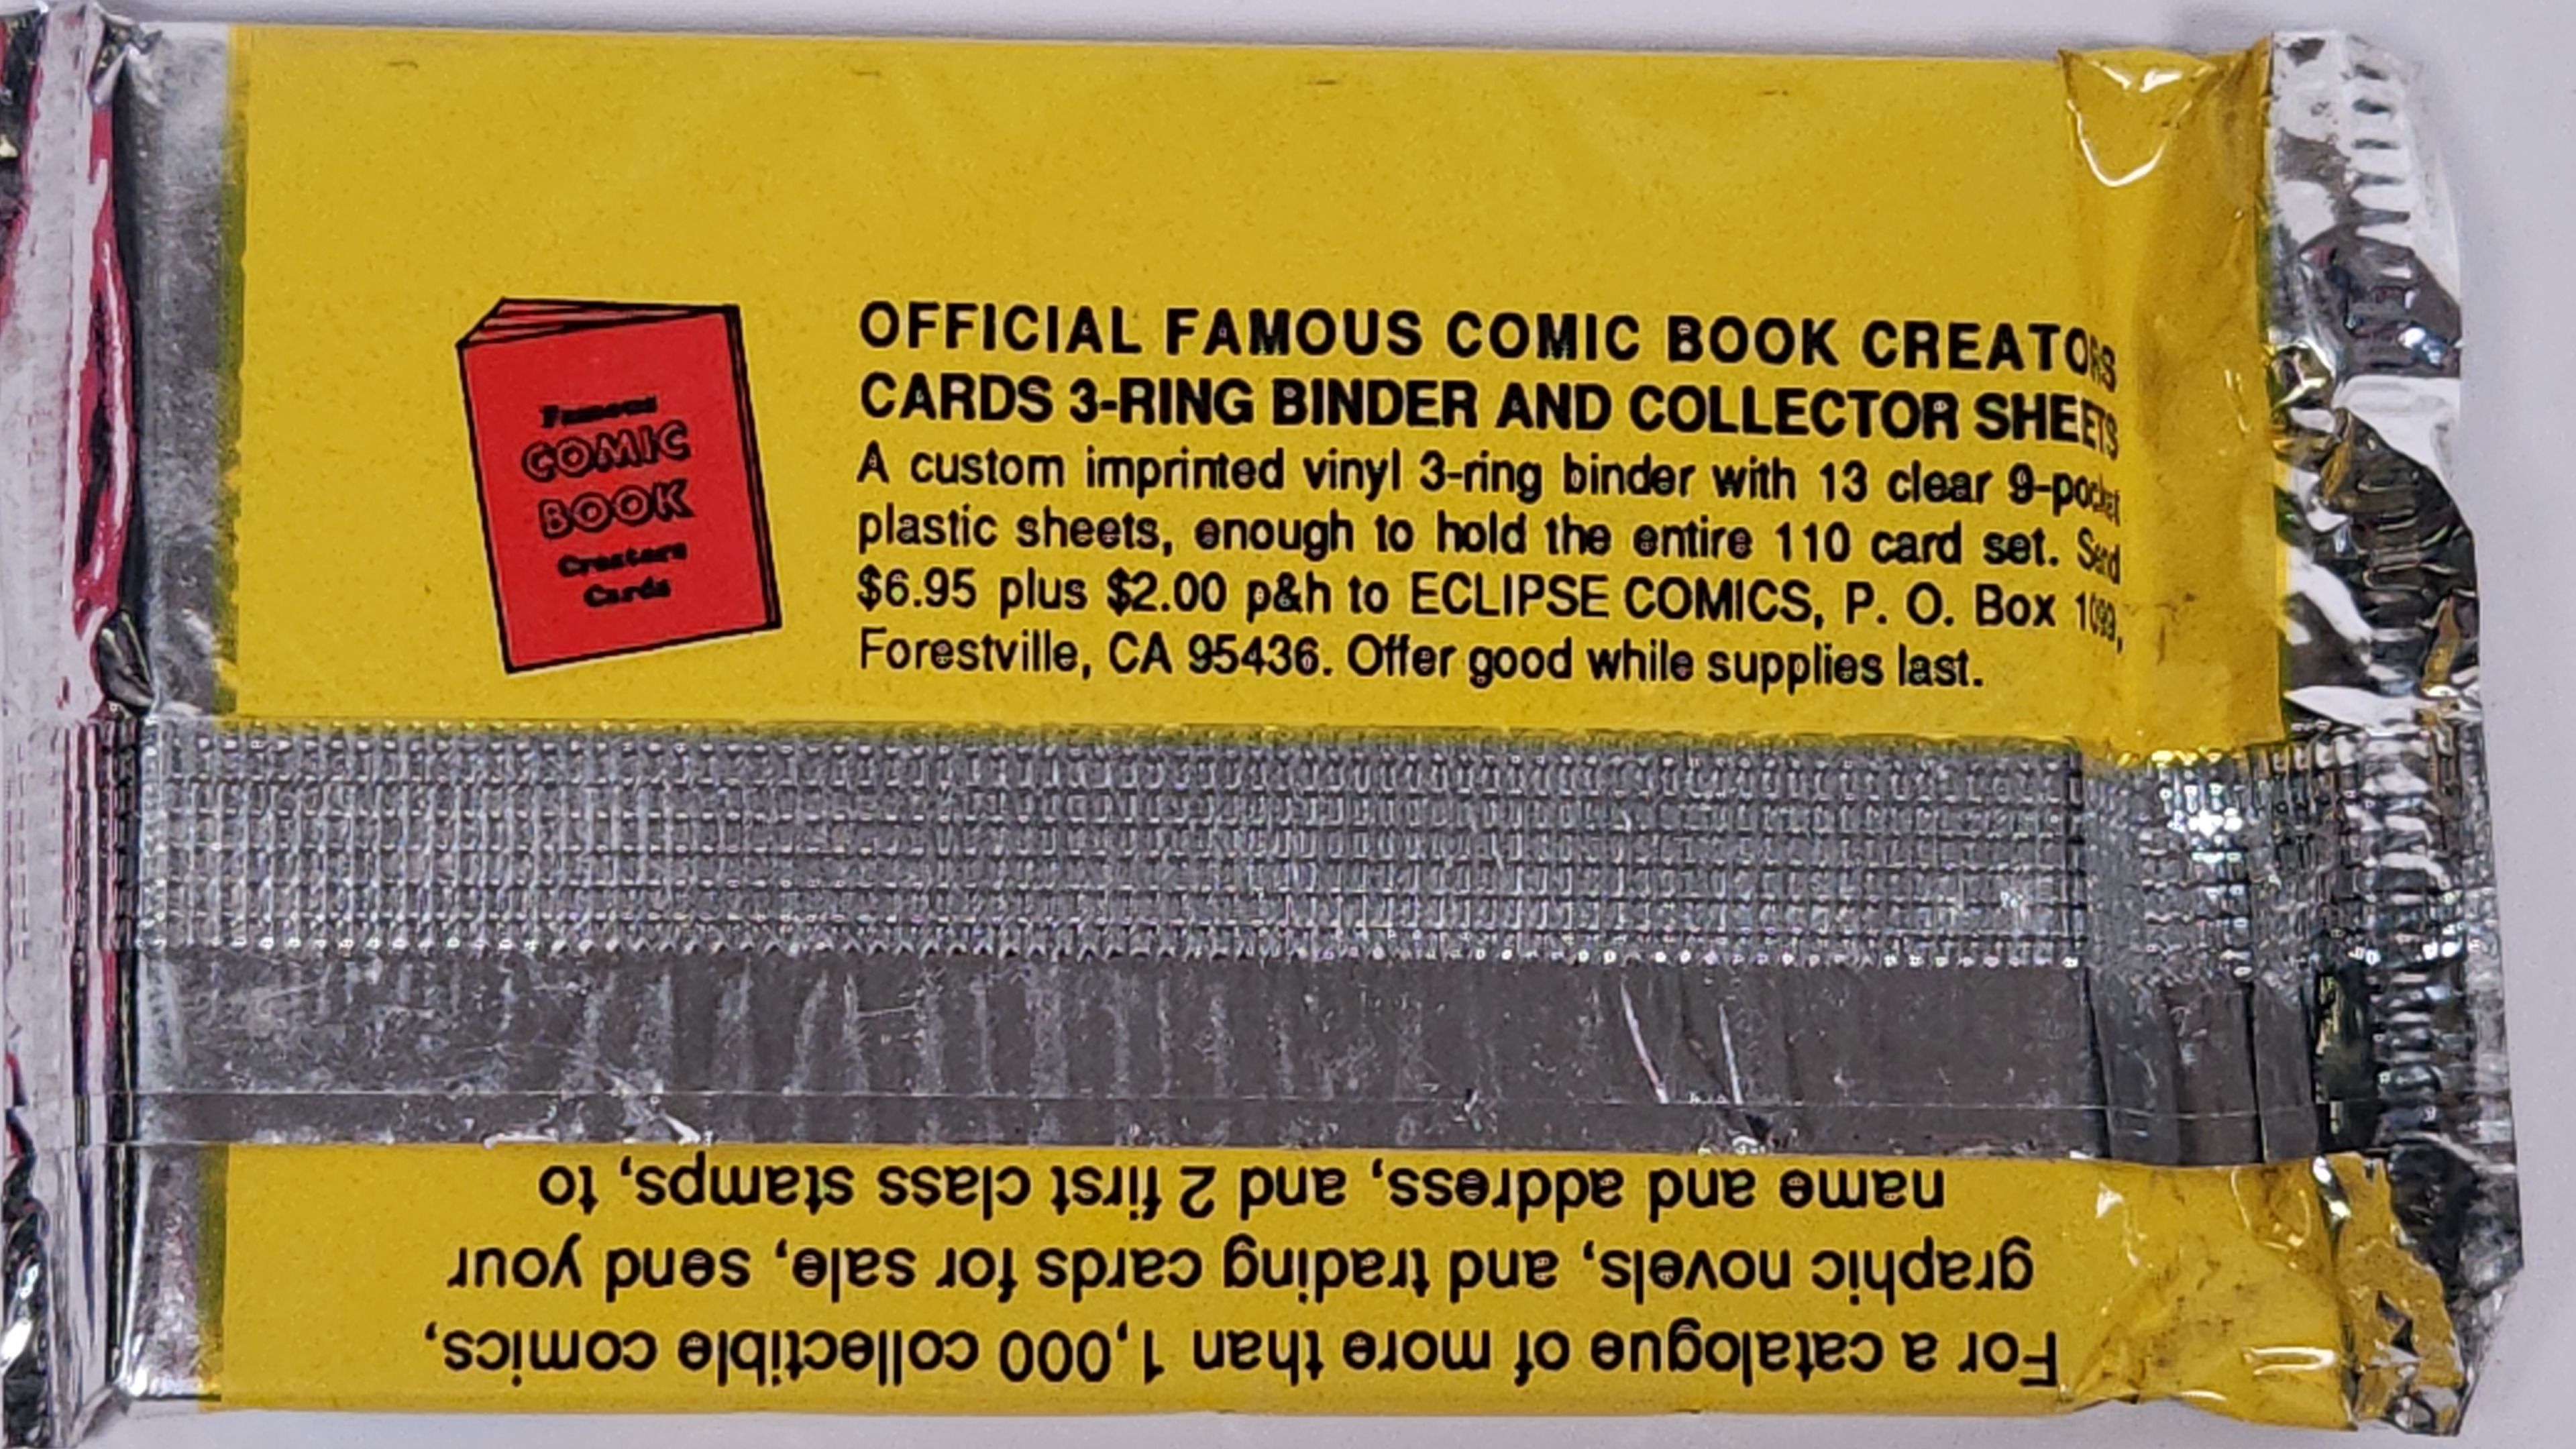 Famous
COMIC
BOOK
Creators
Cards
OFFICIAL FAMOUS COMIC BOOK CREATORS
CARDS 3-RING BINDER AND COLLECTOR SHEETS
A custom imprinted vinyl 3-ring binder with 13 clear 9-pocket
plastic sheets, enough to hold the entire 110 card set. Send
$6.95 plus $2.00 p&h to ECLIPSE COMICS, P. O. Box 1099,
Forestville, CA 95436. Offer good while supplies last.
For a catalogue of more than 1,000 collectible comics,
graphic novels, and trading cards for sale, send your
name and address, and 2 first class stamps, to